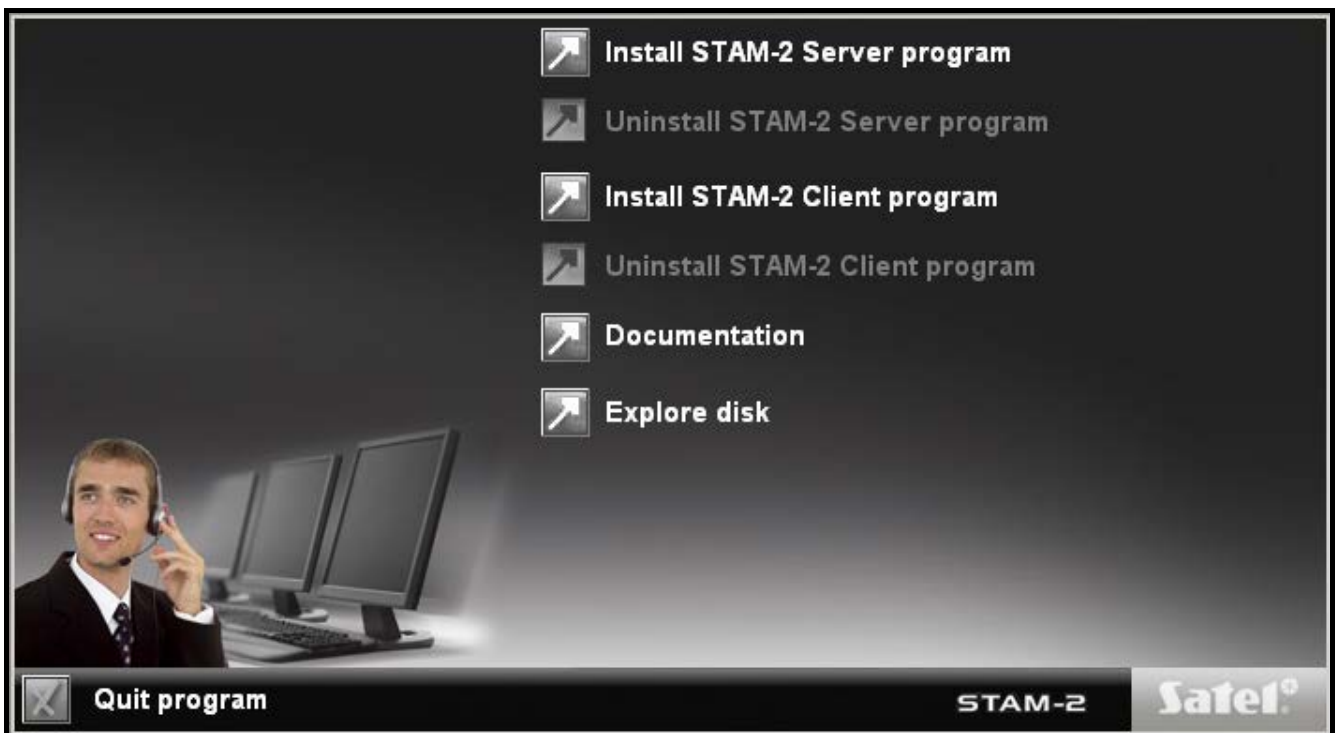 Install STAM-2 Server program
Uninstall STAM-2 Server program
Install STAM-2 Client program
Uninstall STAM-2 Client program
Documentation
Explore disk
Quit program
STAM-2
Satel®